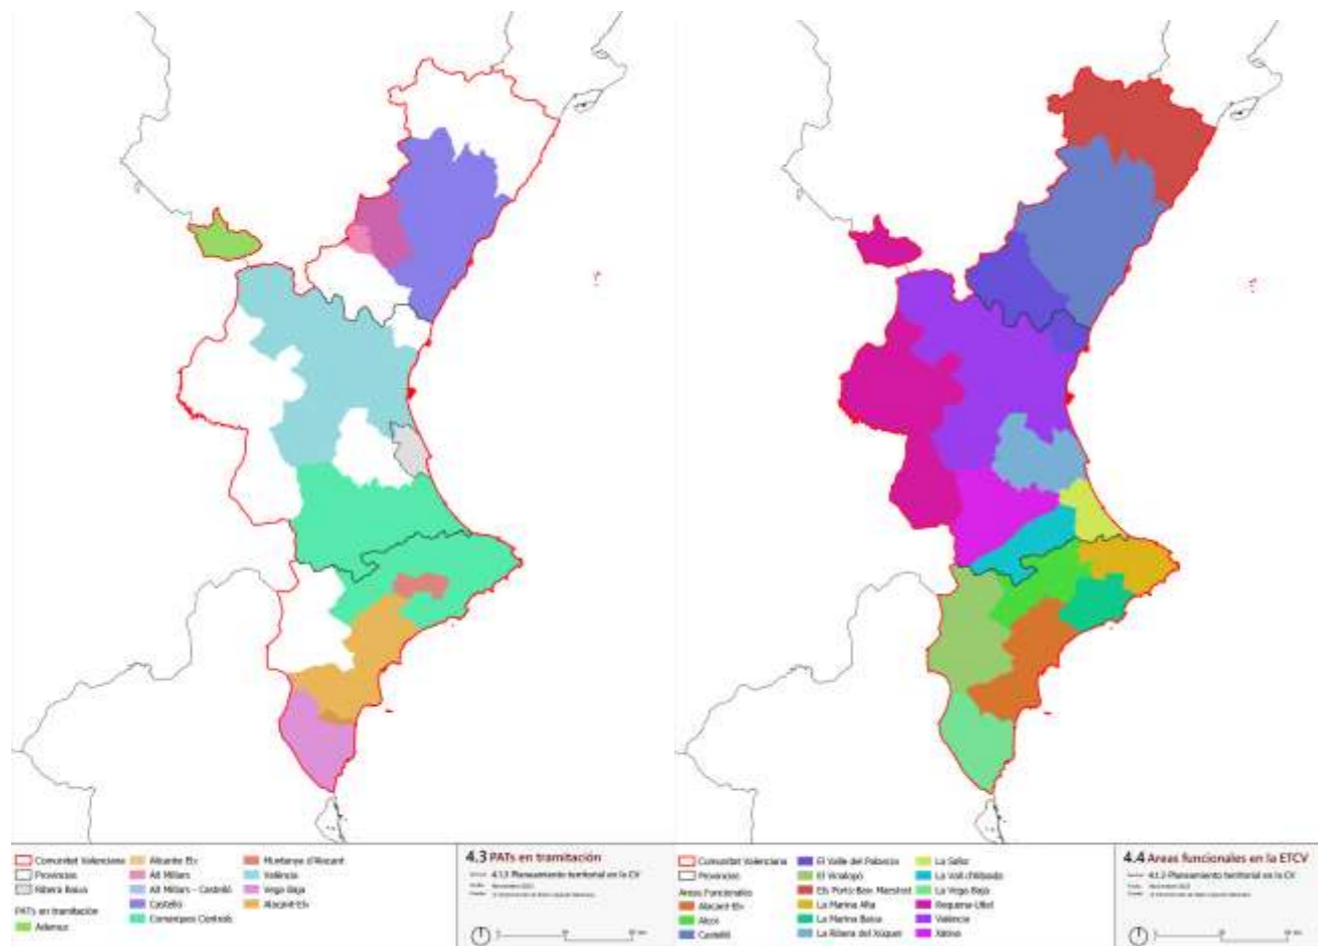 Comunitat Valenciana
Provincias
Ribera Baixa
PATs en tramitación
Ademuz
Alicante Elx
Alt Millars
Alt Millars - Castelló
Castelló
Comarques Centrals
Muntanya d'Alacant
València
Vega Baja
Alacant-Elx
4.3 PATs en tramitación
4.1.3 Planeamiento territorial en la CV
Comunitat Valenciana
Provincias
Áreas Funcionales
Alacant-Elx
Alcoi
Castelló
El Valle del Palancia
El Vinalopó
Els Ports-Baix Maestrat
La Marina Alta
La Marina Baixa
La Ribera del Xúquer
La Safor
La Vall d'Albaida
La Vega Baja
Requena-Utiel
València
Xàtiva
4.4 Areas funcionales en la ETCV
4.1.2 Planeamiento territorial en la CV